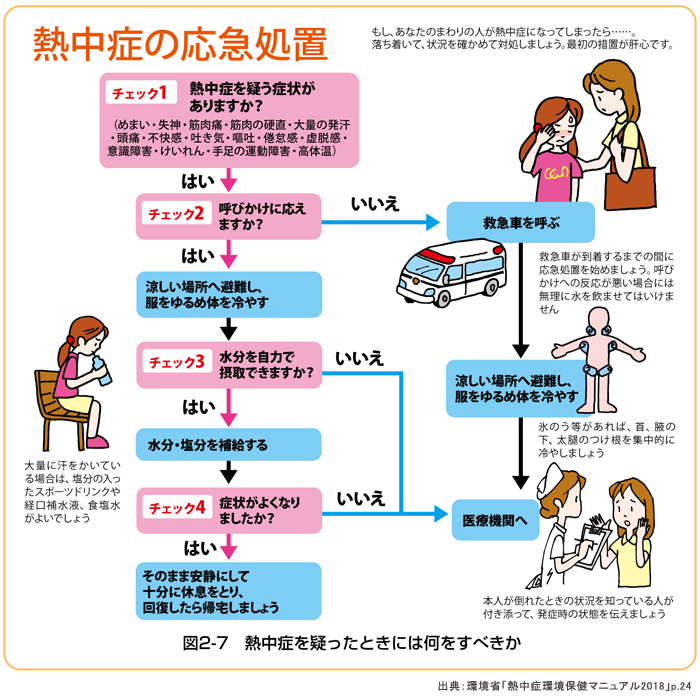 熱中症の応急処置
もし、あなたのまわりの人が熱中症になってしまったら……。
落ち着いて、状況を確かめて対処しましょう。最初の措置が肝心です。
チェック1
熱中症を疑う症状が
ありますか?
(めまい・失神・筋肉痛・筋肉の硬直・大量の発汗
・頭痛・不快感・吐き気・嘔吐・倦怠感・虚脱感・
意識障害・けいれん・手足の運動障害・高体温)
はい
チェック2
呼びかけに応え
ますか?
いいえ
救急車を呼ぶ
救急車が到着するまでの間に
応急処置を始めましょう。呼び
かけへの反応が悪い場合には
無理に水を飲ませてはいけま
せん
はい
涼しい場所へ避難し、
服をゆるめ体を冷やす
チェック3
水分を自力で
摂取できますか?
いいえ
涼しい場所へ避難し、
服をゆるめ体を冷やす
氷のう等があれば、首、腋の
下、太腿のつけ根を集中的に
冷やしましょう
はい
水分・塩分を補給する
大量に汗をかいてい
る場合は、塩分の入っ
たスポーツドリンクや
経口補水液、食塩水
がよいでしょう
チェック4
症状がよくなり
ましたか?
いいえ
医療機関へ
本人が倒れたときの状況を知っている人が
付き添って、発症時の状態を伝えましょう
はい
そのまま安静にして
十分に休息をとり、
回復したら帰宅しましょう
図2-7 熱中症を疑ったときには何をすべきか
出典:環境省「熱中症環境保健マニュアル2018」p.24